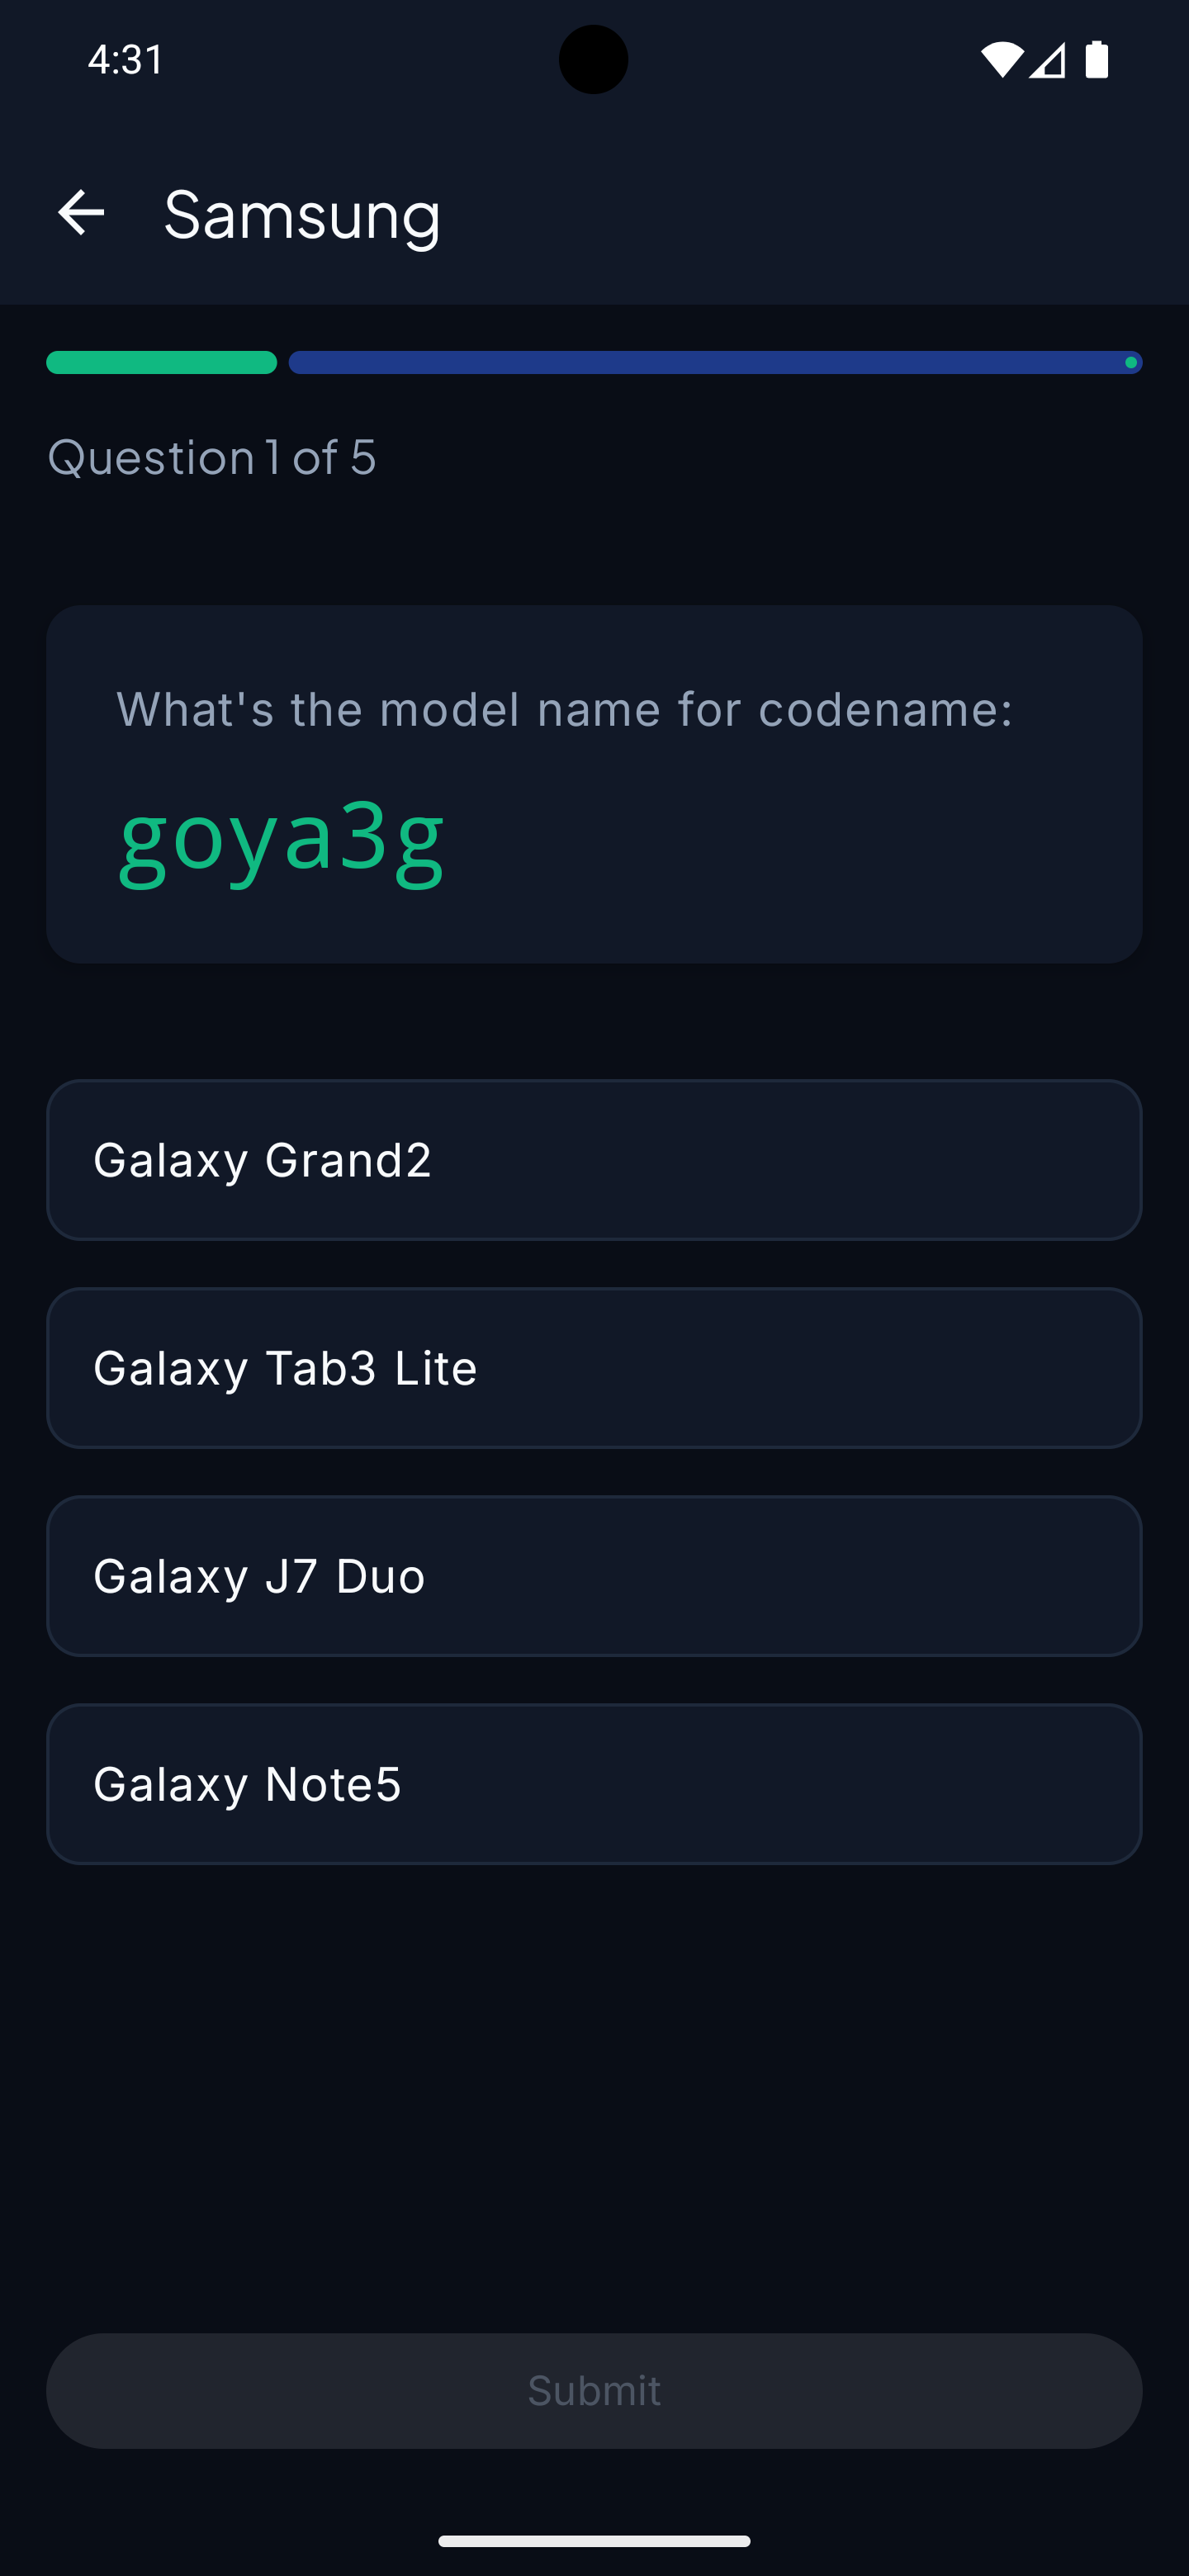 4:31
Samsung
Question 1 of 5
What's the model name for codename:
goya3g
Galaxy Grand2
Galaxy Tab3 Lite
Galaxy J7 Duo
Galaxy Note5
Submit